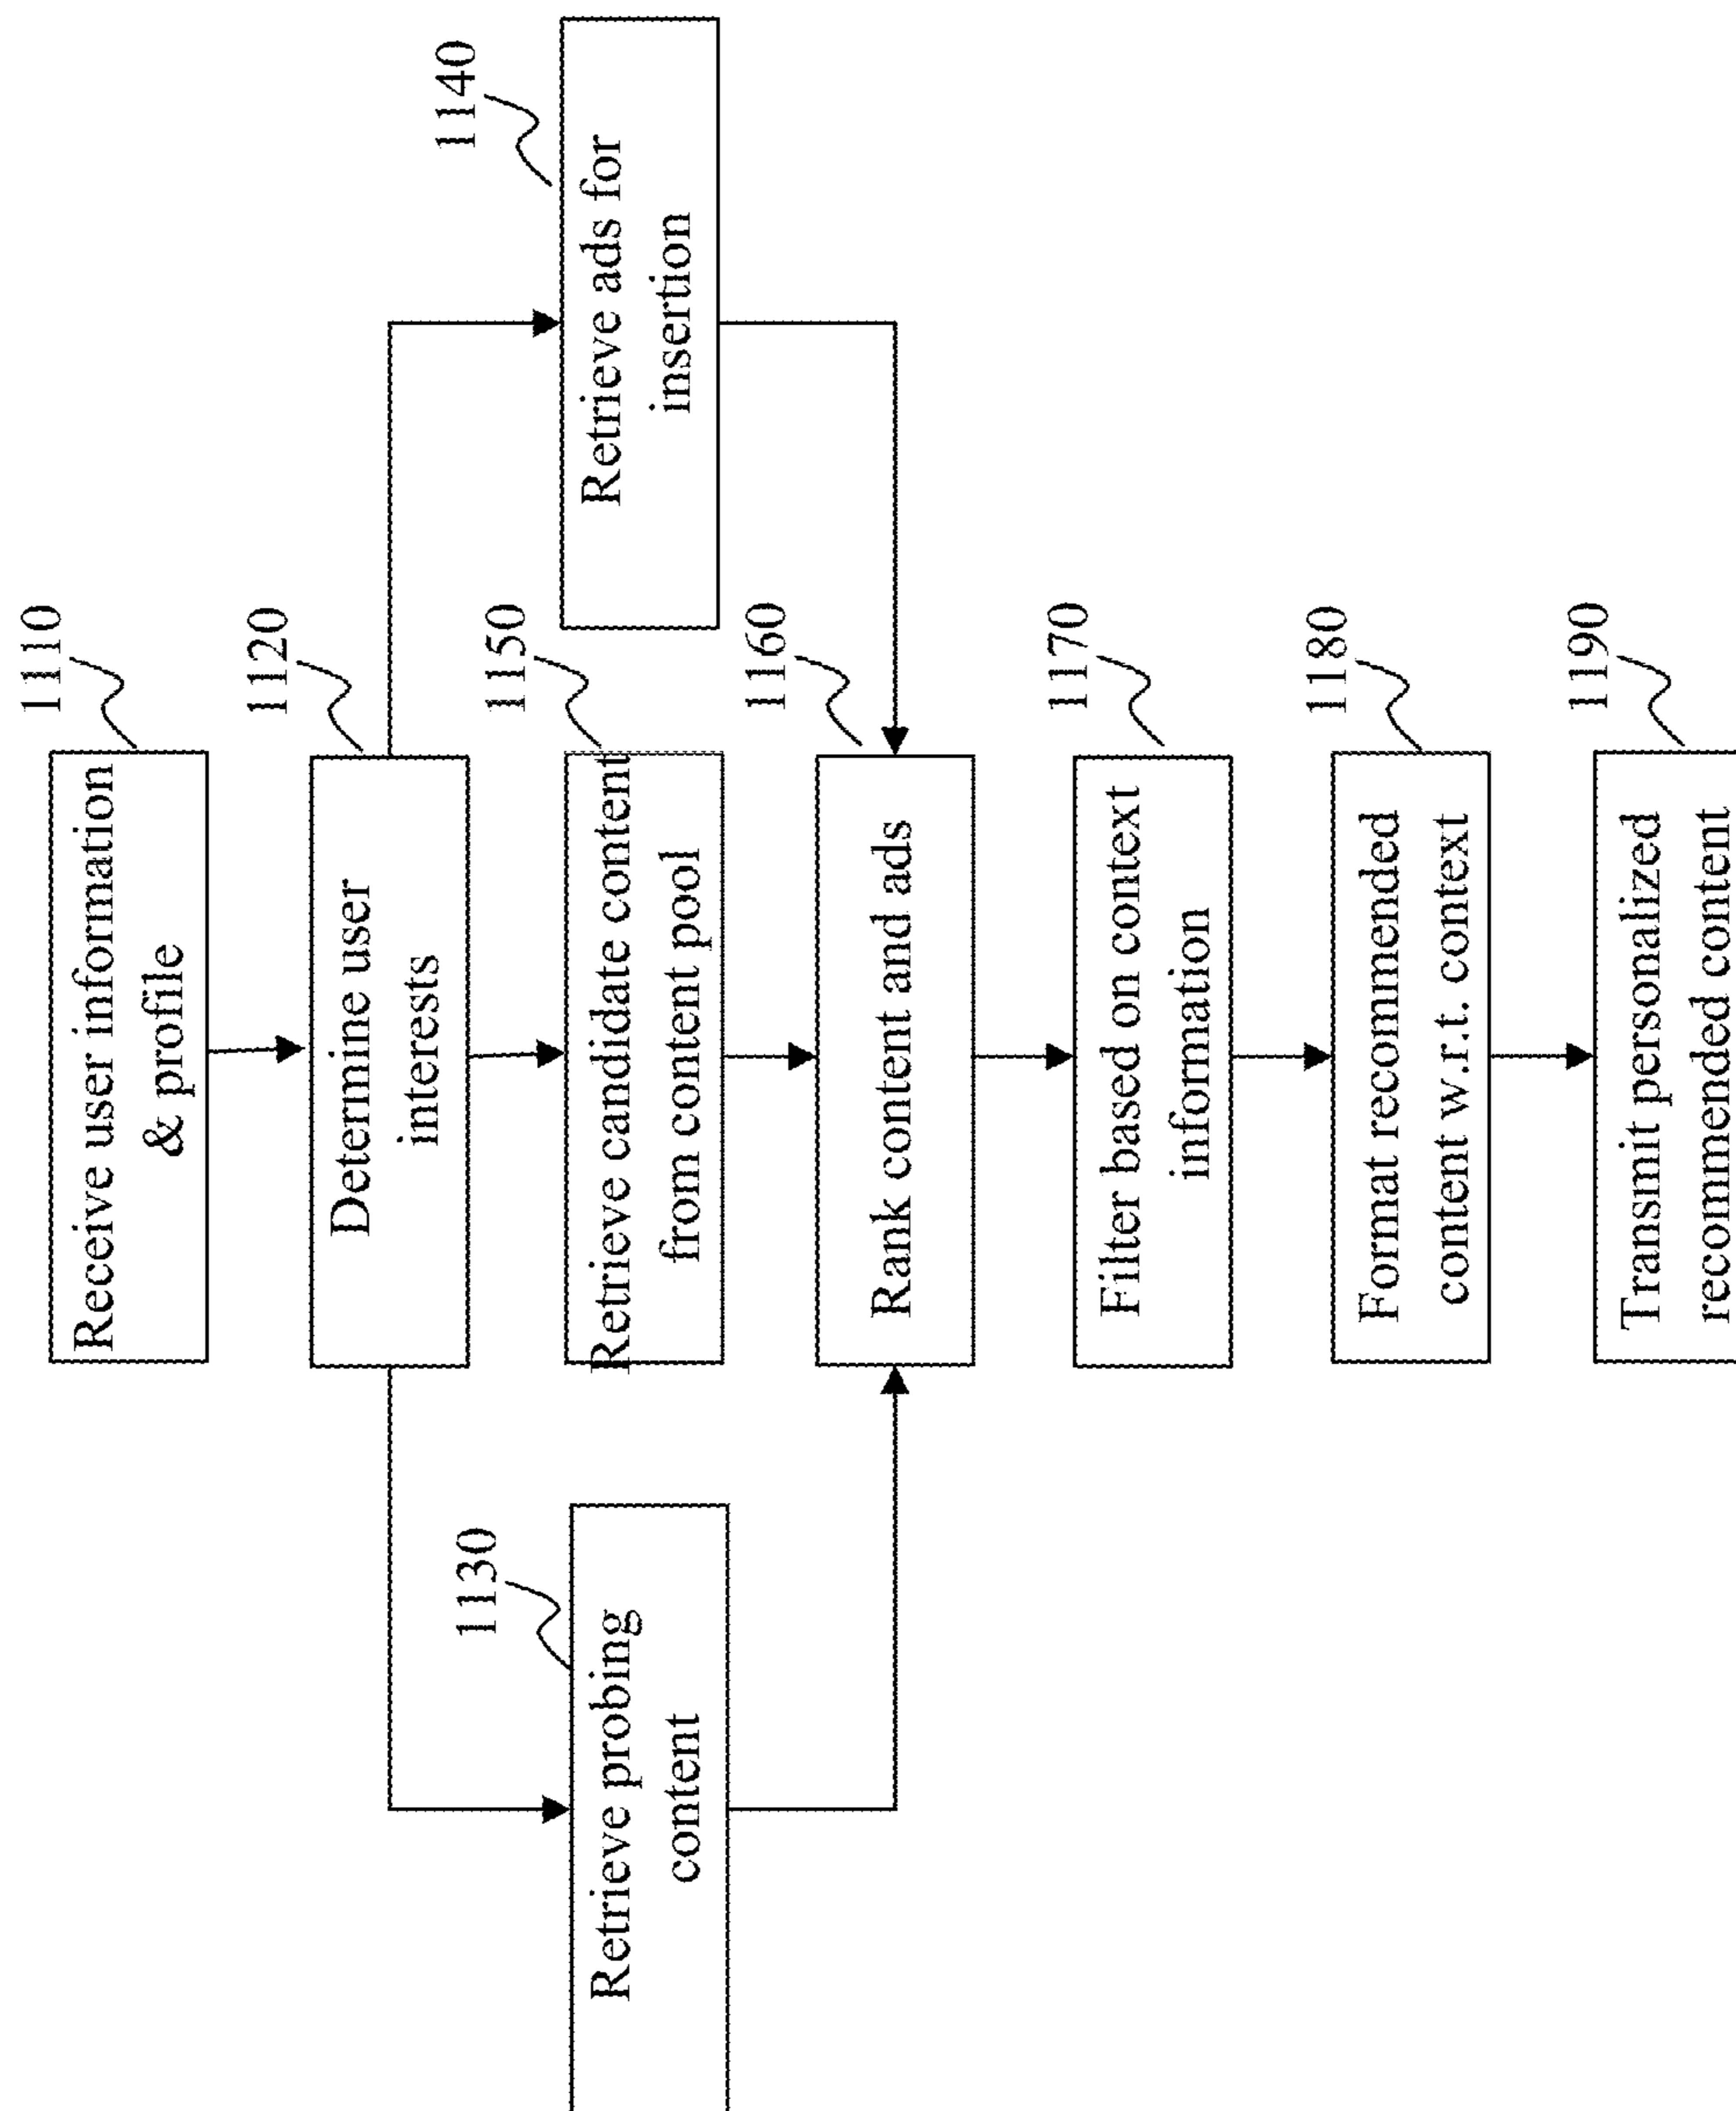 1110
Receive user information
& profile
1120
Determine user
interests
1130
Retrieve probing
content
1150
Retrieve candidate content
from content pool
1140
Retrieve ads for
insertion
1160
Rank content and ads
1170
Filter based on context
information
1180
Format recommended
content w.r.t. context
1190
Transmit personalized
recommended content